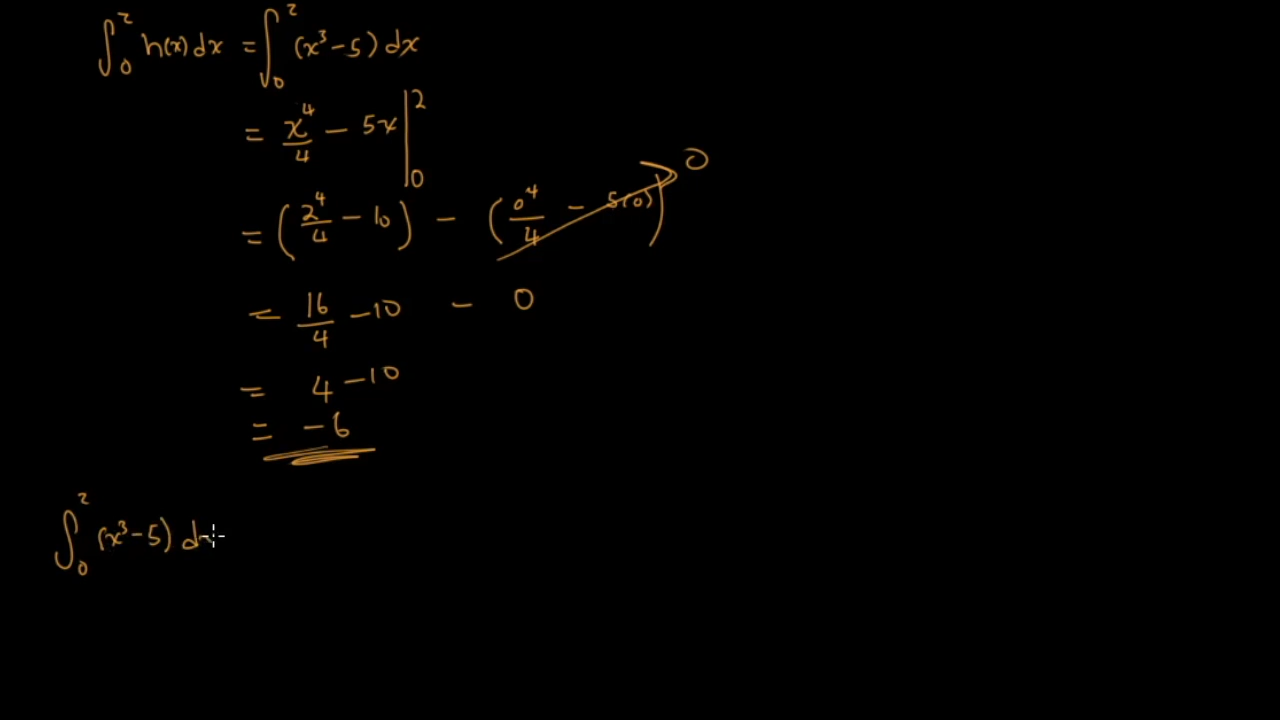 ∫₀² h(x) dx = ∫₀² (x³ - 5) dx
= x⁴/4 - 5x |₀²
= (2⁴/4 - 10) - (0⁴/4 - 5(0)) 0
= 16/4 - 10 - 0
= 4 - 10
= -6
∫₀² (x³ - 5) d